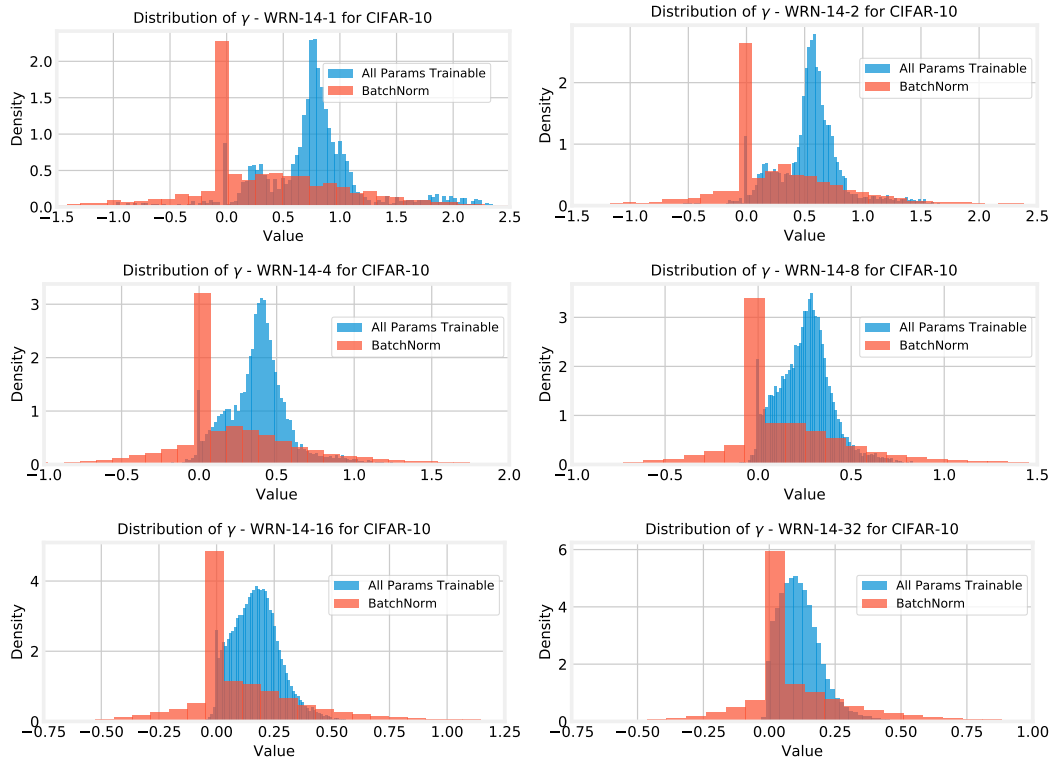 Distribution of γ - WRN-14-1 for CIFAR-10
Density
2.0
1.5
1.0
0.5
0.0
All Params Trainable
BatchNorm
−1.5 −1.0 −0.5 0.0 0.5 1.0 1.5 2.0 2.5
Value
Distribution of γ - WRN-14-2 for CIFAR-10
Density
2
1
0
All Params Trainable
BatchNorm
−1.5 −1.0 −0.5 0.0 0.5 1.0 1.5 2.0 2.5
Value
Distribution of γ - WRN-14-4 for CIFAR-10
Density
3
2
1
0
All Params Trainable
BatchNorm
−1.0 −0.5 0.0 0.5 1.0 1.5 2.0
Value
Distribution of γ - WRN-14-8 for CIFAR-10
Density
4
3
2
1
0
All Params Trainable
BatchNorm
−1.0 −0.5 0.0 0.5 1.0 1.5
Value
Distribution of γ - WRN-14-16 for CIFAR-10
Density
4
2
0
All Params Trainable
BatchNorm
−0.75 −0.50 −0.25 0.00 0.25 0.50 0.75 1.00 1.25
Value
Distribution of γ - WRN-14-32 for CIFAR-10
Density
6
4
2
0
All Params Trainable
BatchNorm
−0.75 −0.50 −0.25 0.00 0.25 0.50 0.75 1.00
Value